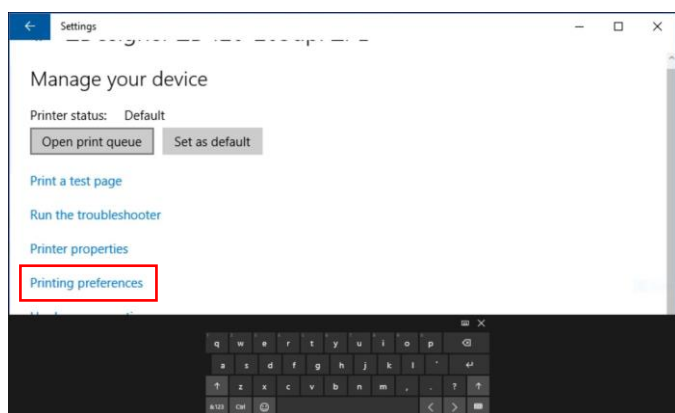 Settings
Manage your device
Printer status: Default
Open print queue Set as default
Print a test page
Run the troubleshooter
Printer properties
Printing preferences
q w e r t y u i o p
a s d f g h j k l '
z x c v b n m , . ?
&123 Ctrl